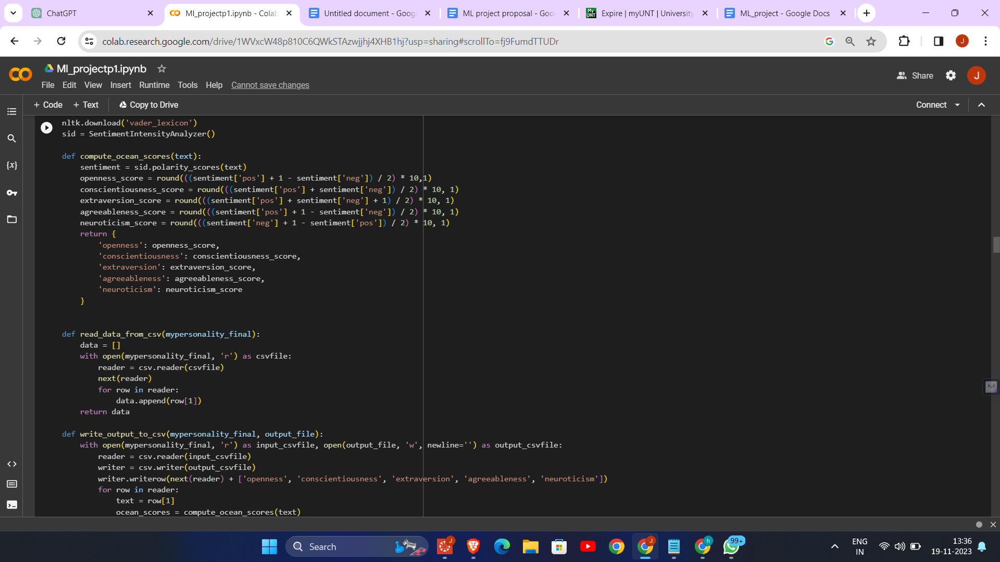 ChatGPT
Ml_projectp1.ipynb - Colab
Untitled document - Goog
ML project proposal - Goo
Expire | myUNT | University
ML_project - Google Docs
colab.research.google.com/drive/1WVxcW48p810C6QWkSTAzwjjhj4XHB1hj?usp=sharing#scrollTo=fj9FumdTTUDr
J
Ml_projectp1.ipynb
File Edit View Insert Runtime Tools Help Cannot save changes
Share
J
+ Code + Text Copy to Drive
Connect
nltk.download('vader_lexicon')
sid = SentimentIntensityAnalyzer()
def compute_ocean_scores(text):
    sentiment = sid.polarity_scores(text)
    openness_score = round(((sentiment['pos'] + 1 - sentiment['neg']) / 2) * 10,1)
    conscientiousness_score = round(((sentiment['pos'] + sentiment['neg']) / 2) * 10, 1)
    extraversion_score = round(((sentiment['pos'] + sentiment['neg'] + 1) / 2) * 10, 1)
    agreeableness_score = round(((sentiment['pos'] + 1 - sentiment['neg']) / 2) * 10, 1)
    neuroticism_score = round(((sentiment['neg'] + 1 - sentiment['pos']) / 2) * 10, 1)
    return {
        'openness': openness_score,
        'conscientiousness': conscientiousness_score,
        'extraversion': extraversion_score,
        'agreeableness': agreeableness_score,
        'neuroticism': neuroticism_score
    }
def read_data_from_csv(mypersonality_final):
    data = []
    with open(mypersonality_final, 'r') as csvfile:
        reader = csv.reader(csvfile)
        next(reader)
        for row in reader:
            data.append(row[1])
    return data
def write_output_to_csv(mypersonality_final, output_file):
    with open(mypersonality_final, 'r') as input_csvfile, open(output_file, 'w', newline='') as output_csvfile:
        reader = csv.reader(input_csvfile)
        writer = csv.writer(output_csvfile)
        writer.writerow(next(reader) + ['openness', 'conscientiousness', 'extraversion', 'agreeableness', 'neuroticism'])
        for row in reader:
            text = row[1]
            ocean_scores = compute_ocean_scores(text)
{x}
Search
J
J
h
99+
ENG
IN
13:36
19-11-2023